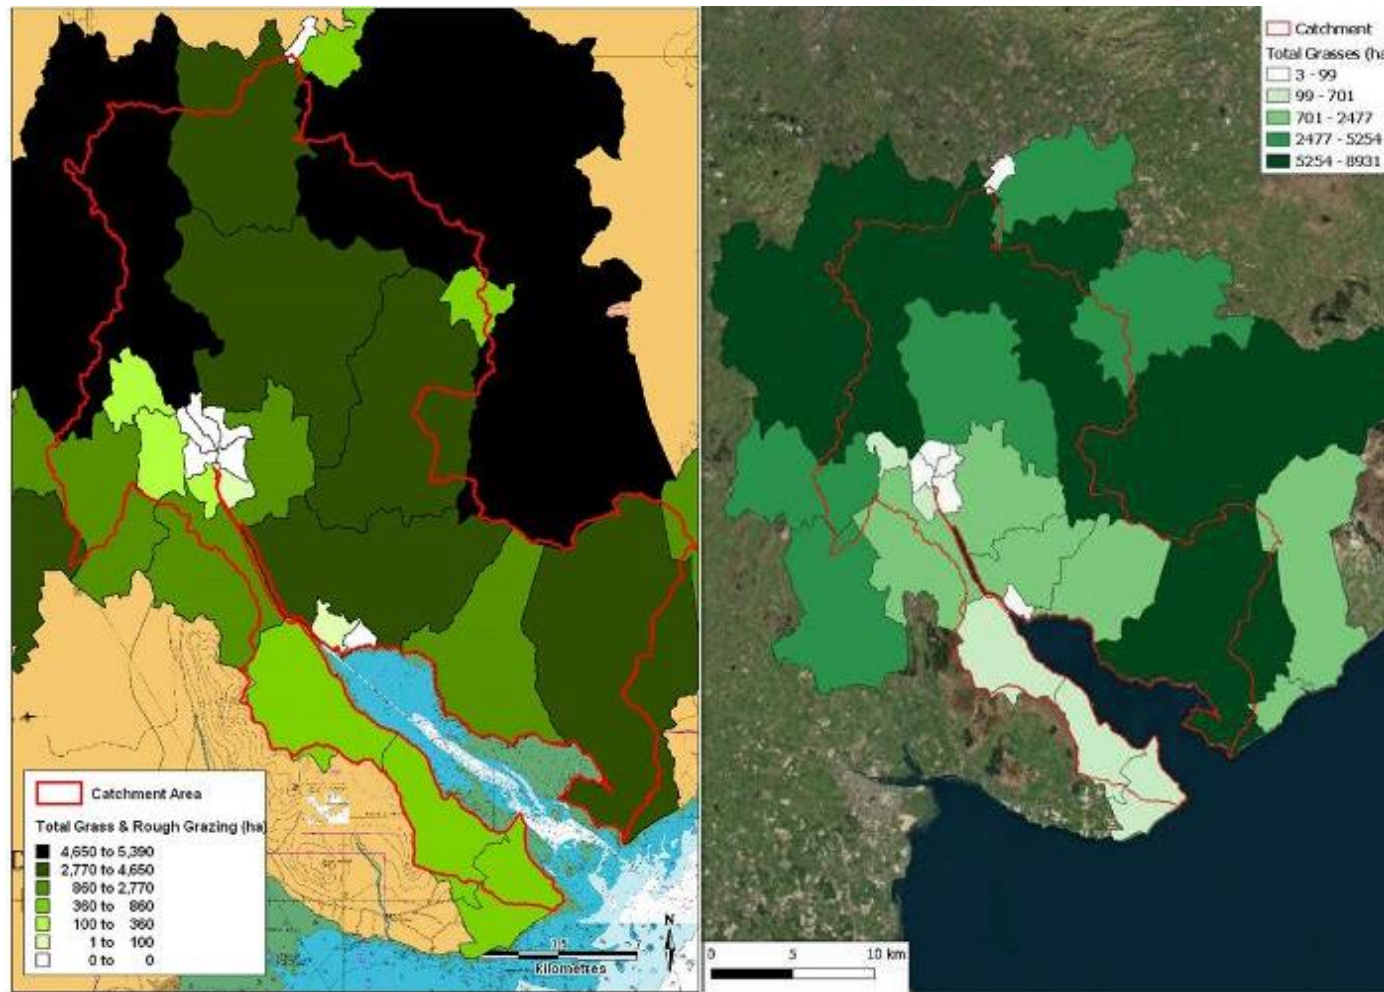 Catchment Area
Total Grass & Rough Grazing (ha)
4,650 to 5,390
2,770 to 4,650
860 to 2,770
360 to 860
100 to 360
1 to 100
0 to 0
N
kilometres
Catchment
Total Grasses (ha
3 - 99
99 - 701
701 - 2477
2477 - 5254
5254 - 8931
0 5 10 km